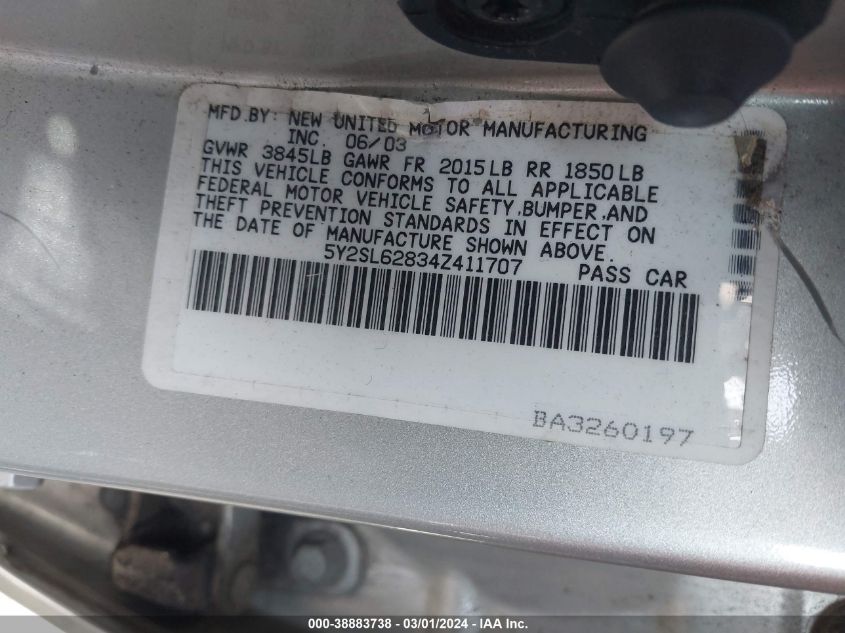 MFD.BY: NEW UNITED MOTOR MANUFACTURING
INC. 06/03
GVWR 3845LB GAWR FR 2015LB RR 1850LB
THIS VEHICLE CONFORMS TO ALL APPLICABLE
FEDERAL MOTOR VEHICLE SAFETY,BUMPER,AND
THEFT PREVENTION STANDARDS IN EFFECT ON
THE DATE OF MANUFACTURE SHOWN ABOVE.
5Y2SL62834Z411707 PASS CAR
BA3260197
000-38883738 - 03/01/2024 - IAA Inc.